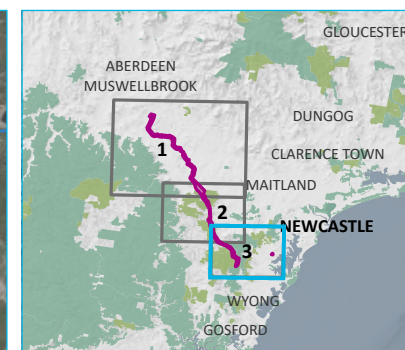 GLOUCESTER
ABERDEEN
MUSWELLBROOK
DUNGOG
1
CLARENCE TOWN
MAITLAND
2
NEWCASTLE
3
WYONG
GOSFORD